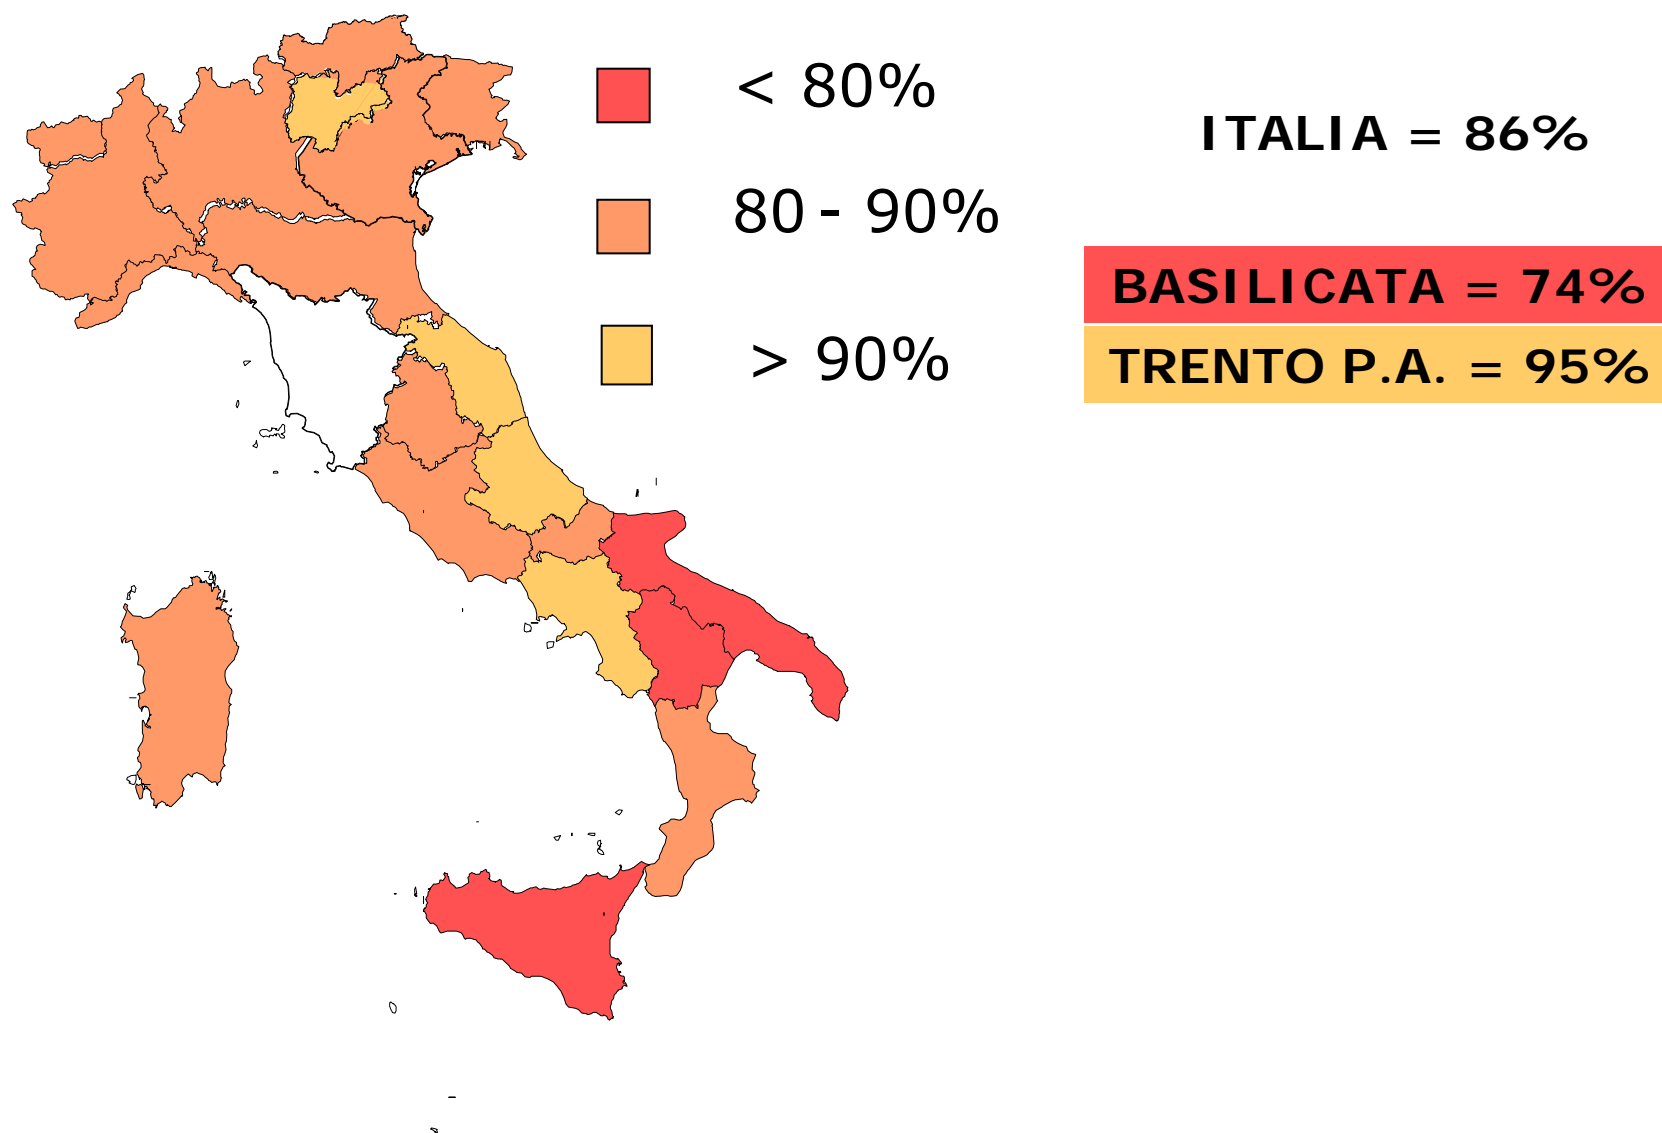 < 80%
80 - 90%
> 90%
ITALIA = 86%
BASILICATA = 74%
TRENTO P.A. = 95%